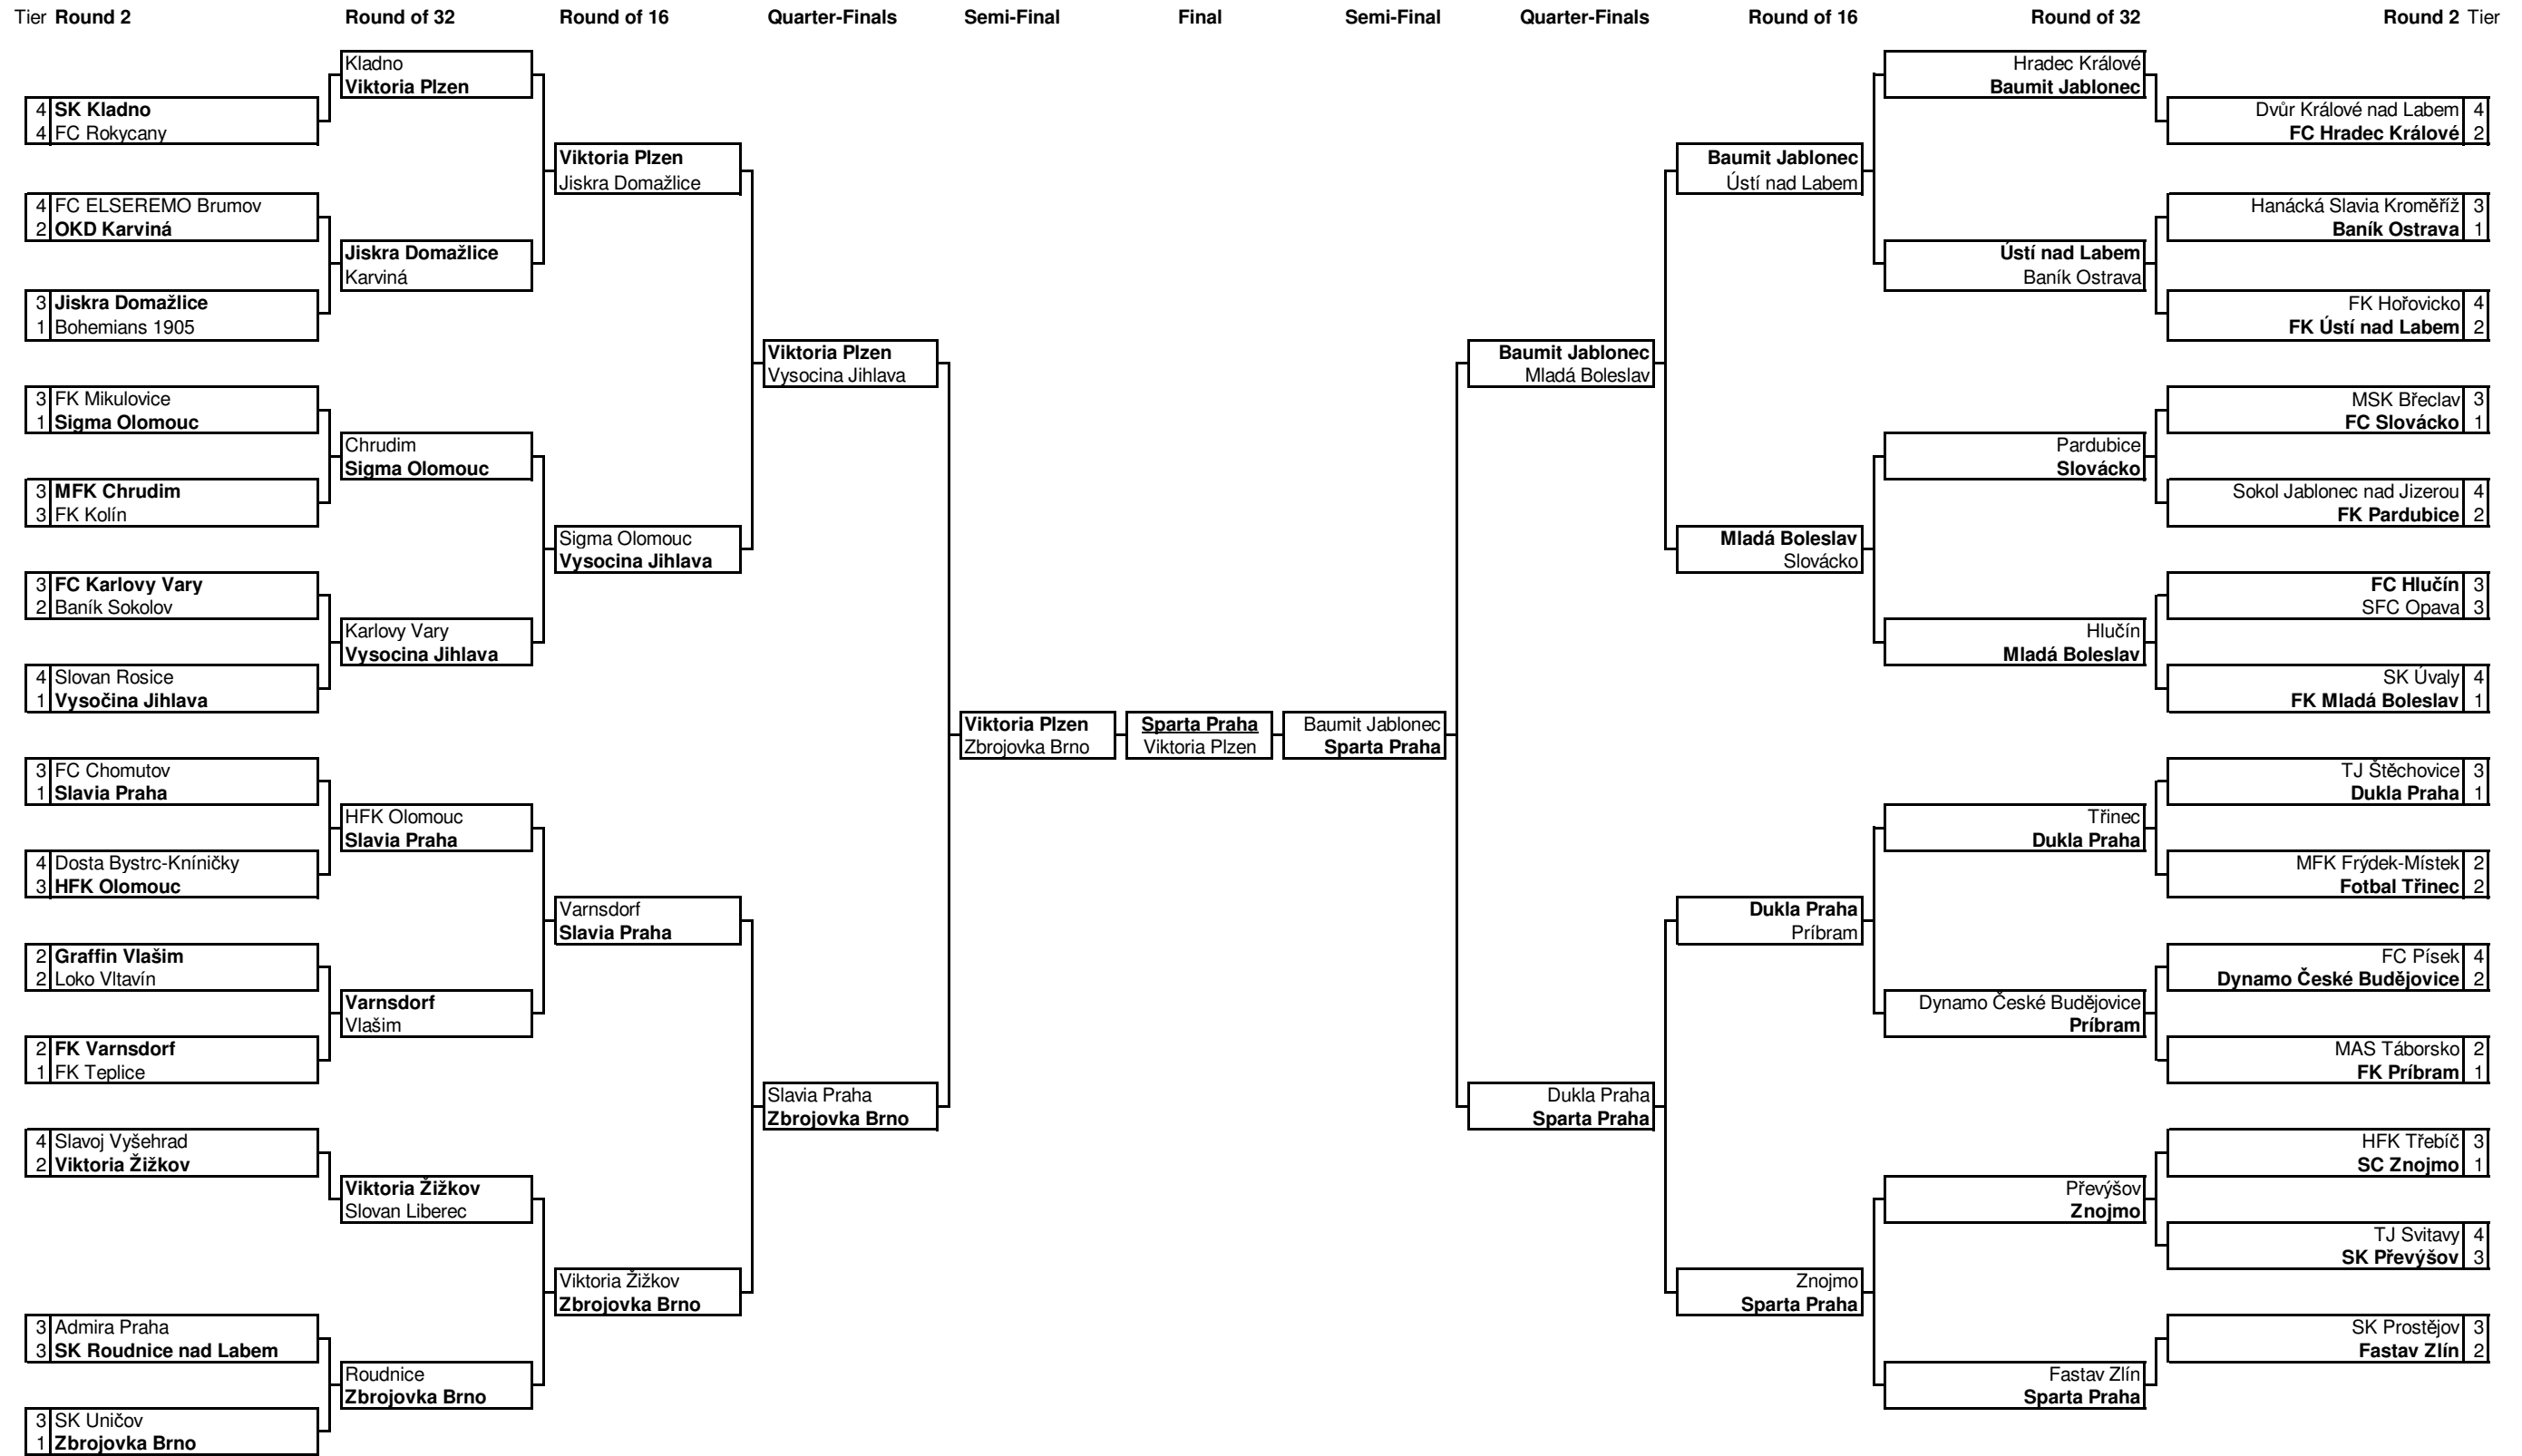 Tier Round 2 Round of 32 Round of 16 Quarter-Finals Semi-Final Final Semi-Final Quarter-Finals Round of 16 Round of 32 Round 2 Tier
4 SK Kladno
4 FC Rokycany
4 FC ELSEREMO Brumov
2 OKD Karviná
3 Jiskra Domažlice
1 Bohemians 1905
3 FK Mikulovice
1 Sigma Olomouc
3 MFK Chrudim
3 FK Kolín
3 FC Karlovy Vary
2 Baník Sokolov
4 Slovan Rosice
1 Vysočina Jihlava
3 FC Chomutov
1 Slavia Praha
4 Dosta Bystrc-Kníničky
3 HFK Olomouc
2 Graffin Vlašim
2 Loko Vltavín
2 FK Varnsdorf
1 FK Teplice
4 Slavoj Vyšehrad
2 Viktoria Žižkov
3 Admira Praha
3 SK Roudnice nad Labem
3 SK Uničov
1 Zbrojovka Brno
Kladno
Viktoria Plzen
Jiskra Domažlice
Karviná
Chrudim
Sigma Olomouc
Karlovy Vary
Vysocina Jihlava
HFK Olomouc
Slavia Praha
Varnsdorf
Vlašim
Viktoria Žižkov
Slovan Liberec
Roudnice
Zbrojovka Brno
Viktoria Plzen
Jiskra Domažlice
Sigma Olomouc
Vysocina Jihlava
Varnsdorf
Slavia Praha
Viktoria Žižkov
Zbrojovka Brno
Viktoria Plzen
Vysocina Jihlava
Slavia Praha
Zbrojovka Brno
Viktoria Plzen
Zbrojovka Brno
Sparta Praha
Viktoria Plzen
Baumit Jablonec
Sparta Praha
Baumit Jablonec
Mladá Boleslav
Dukla Praha
Sparta Praha
Baumit Jablonec
Ústí nad Labem
Mladá Boleslav
Slovácko
Dukla Praha
Príbram
Znojmo
Sparta Praha
Hradec Králové
Baumit Jablonec
Ústí nad Labem
Baník Ostrava
Pardubice
Slovácko
Hlučín
Mladá Boleslav
Třinec
Dukla Praha
Dynamo České Budějovice
Príbram
Převýšov
Znojmo
Fastav Zlín
Sparta Praha
Dvůr Králové nad Labem 4
FC Hradec Králové 2
Hanácká Slavia Kroměříž 3
Baník Ostrava 1
FK Hořovicko 4
FK Ústí nad Labem 2
MSK Břeclav 3
FC Slovácko 1
Sokol Jablonec nad Jizerou 4
FK Pardubice 2
FC Hlučín 3
SFC Opava 3
SK Úvaly 4
FK Mladá Boleslav 1
TJ Štěchovice 3
Dukla Praha 1
MFK Frýdek-Místek 2
Fotbal Třinec 2
FC Písek 4
Dynamo České Budějovice 2
MAS Táborsko 2
FK Príbram 1
HFK Třebíč 3
SC Znojmo 1
TJ Svitavy 4
SK Převýšov 3
SK Prostějov 3
Fastav Zlín 2